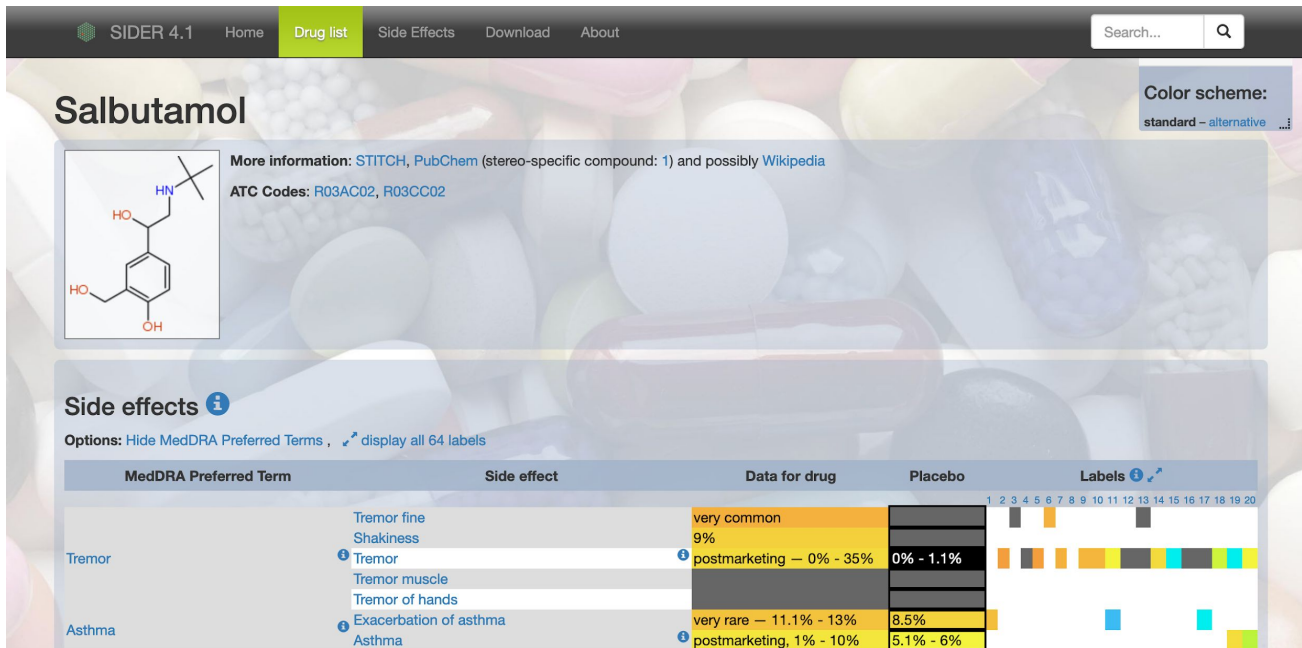 SIDER 4.1 Home Drug list Side Effects Download About Search...
Color scheme:
standard – alternative
Salbutamol
More information: STITCH, PubChem (stereo-specific compound: 1) and possibly Wikipedia
ATC Codes: R03AC02, R03CC02
HN
HO
HO
OH
Side effects
Options: Hide MedDRA Preferred Terms , display all 64 labels
MedDRA Preferred Term Side effect Data for drug Placebo Labels
1 2 3 4 5 6 7 8 9 10 11 12 13 14 15 16 17 18 19 20
Tremor fine very common
Shakiness 9%
Tremor Tremor postmarketing — 0% - 35% 0% - 1.1%
Tremor muscle
Tremor of hands
Exacerbation of asthma very rare — 11.1% - 13% 8.5%
Asthma Asthma postmarketing, 1% - 10% 5.1% - 6%